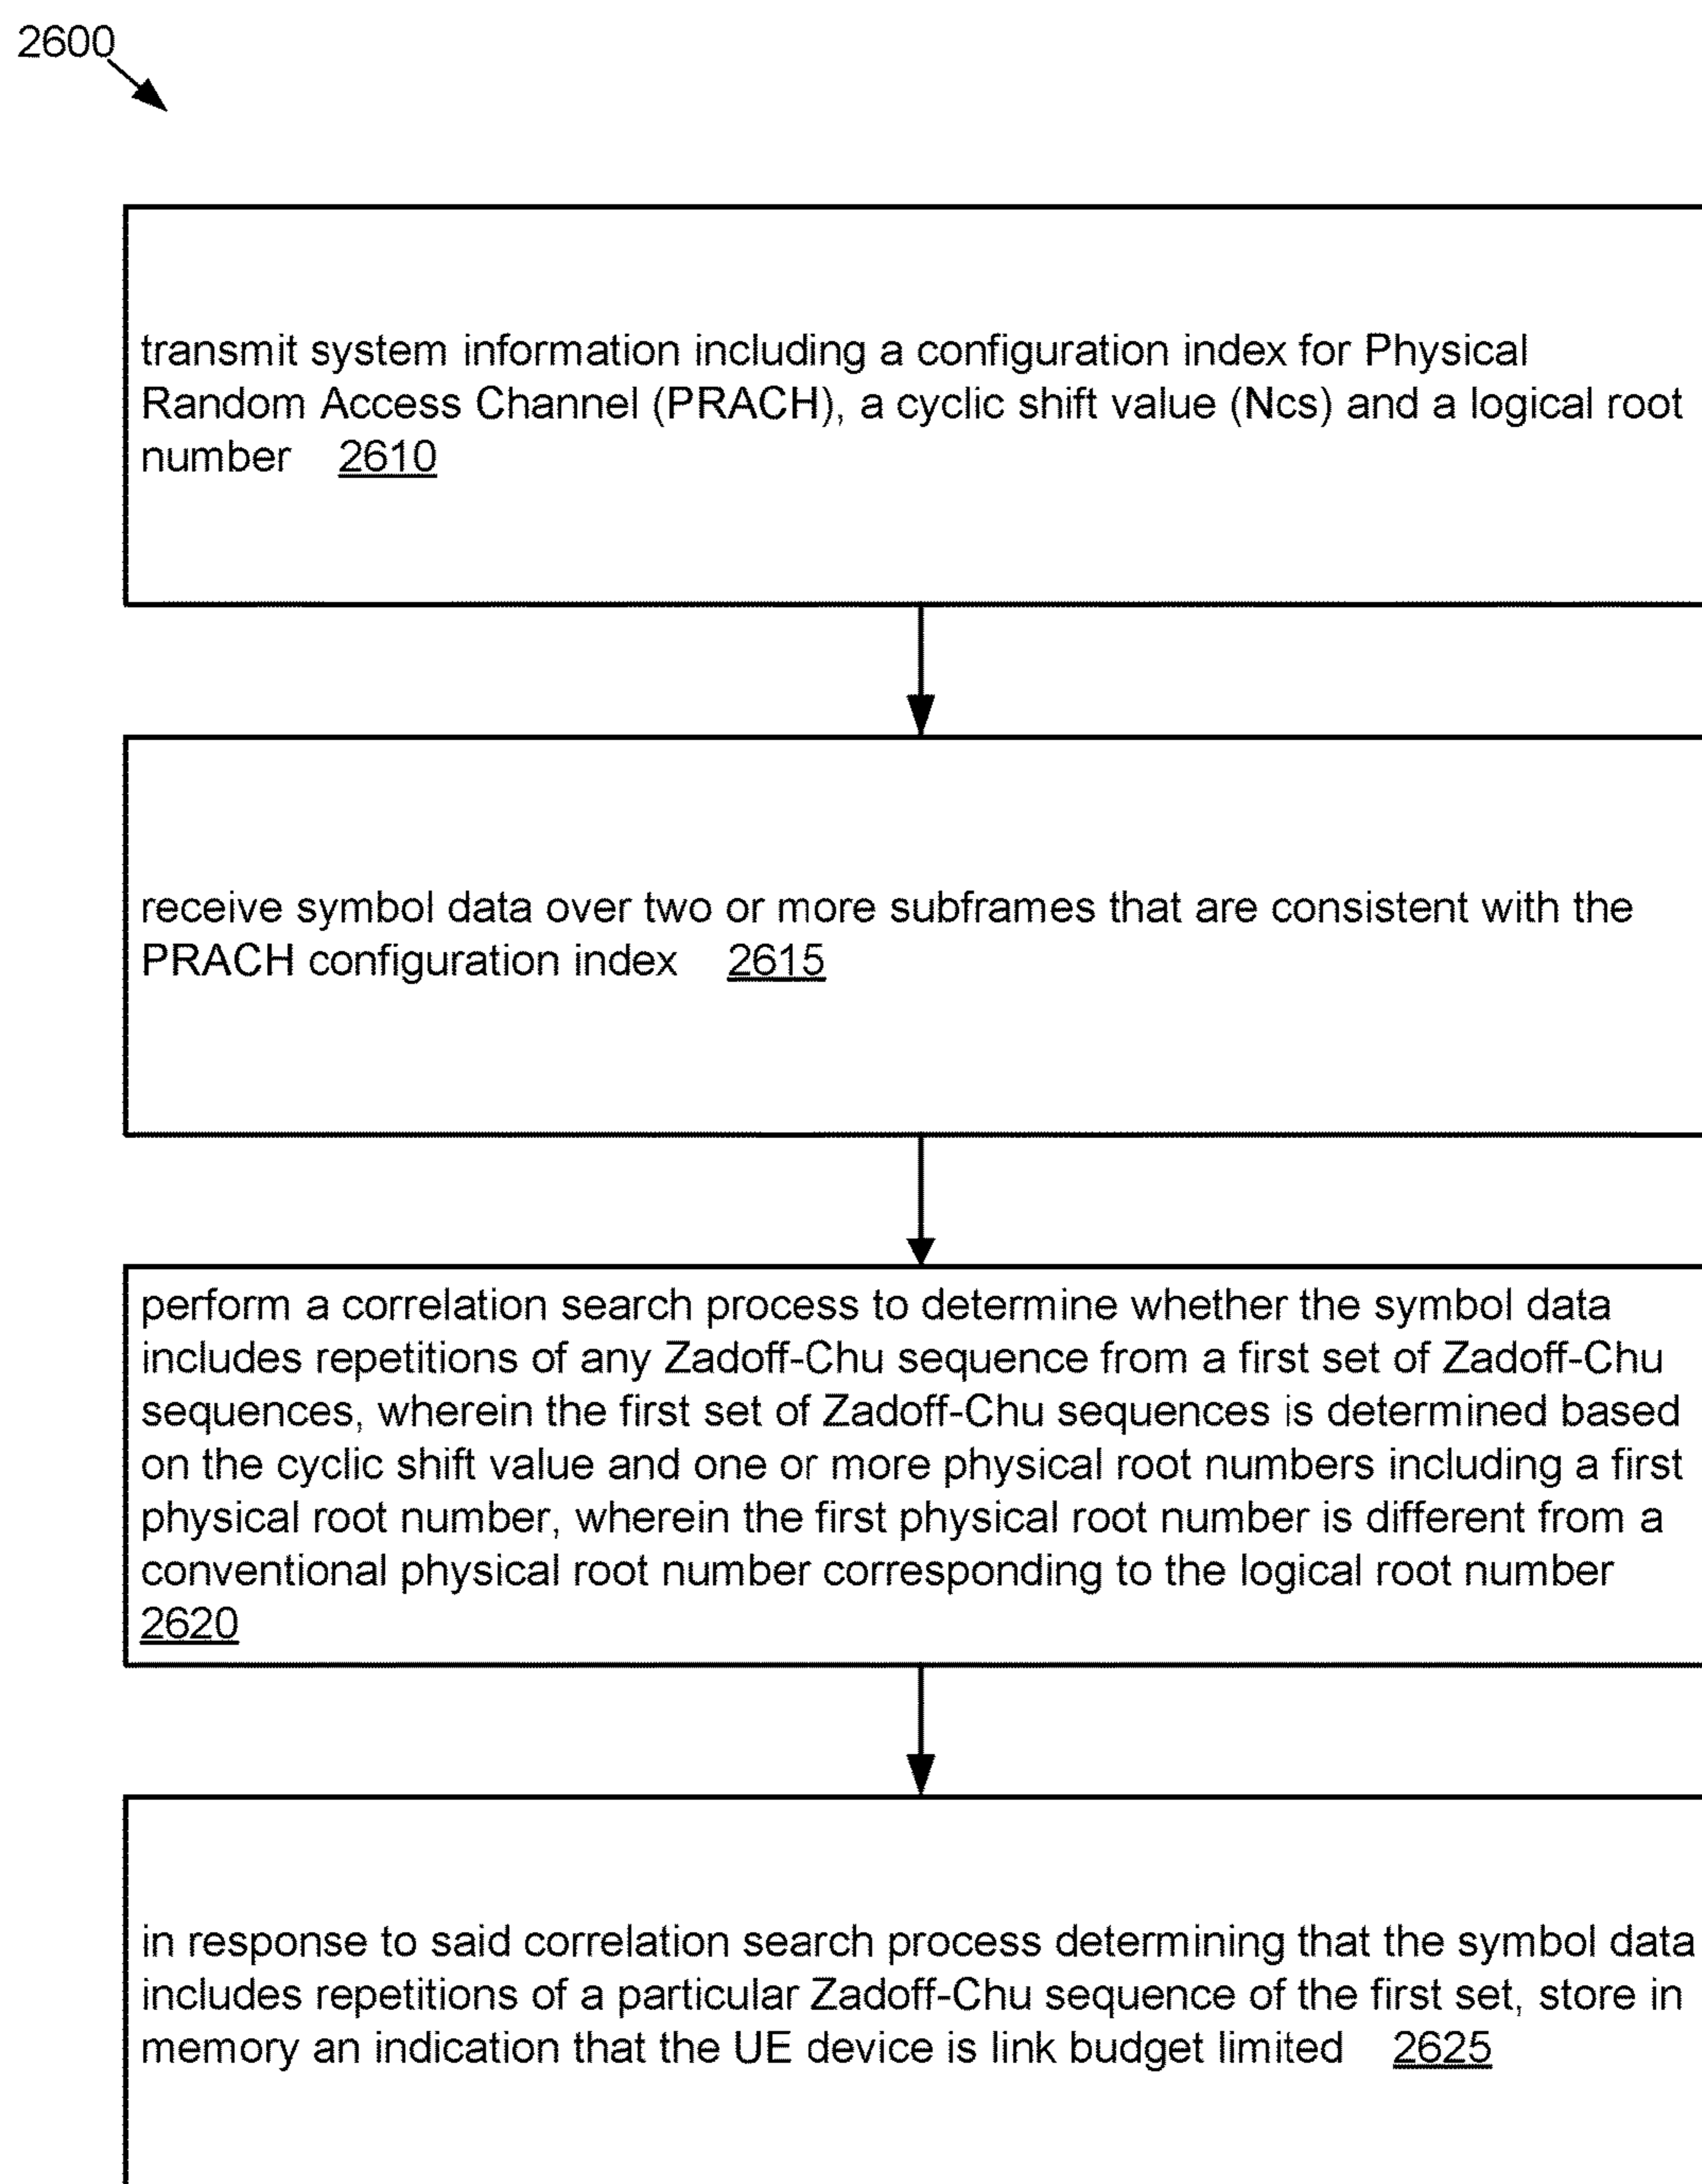 2600
transmit system information including a configuration index for Physical
Random Access Channel (PRACH), a cyclic shift value (Ncs) and a logical root
number 2610
receive symbol data over two or more subframes that are consistent with the
PRACH configuration index 2615
perform a correlation search process to determine whether the symbol data
includes repetitions of any Zadoff-Chu sequence from a first set of Zadoff-Chu
sequences, wherein the first set of Zadoff-Chu sequences is determined based
on the cyclic shift value and one or more physical root numbers including a first
physical root number, wherein the first physical root number is different from a
conventional physical root number corresponding to the logical root number
2620
in response to said correlation search process determining that the symbol data
includes repetitions of a particular Zadoff-Chu sequence of the first set, store in
memory an indication that the UE device is link budget limited 2625